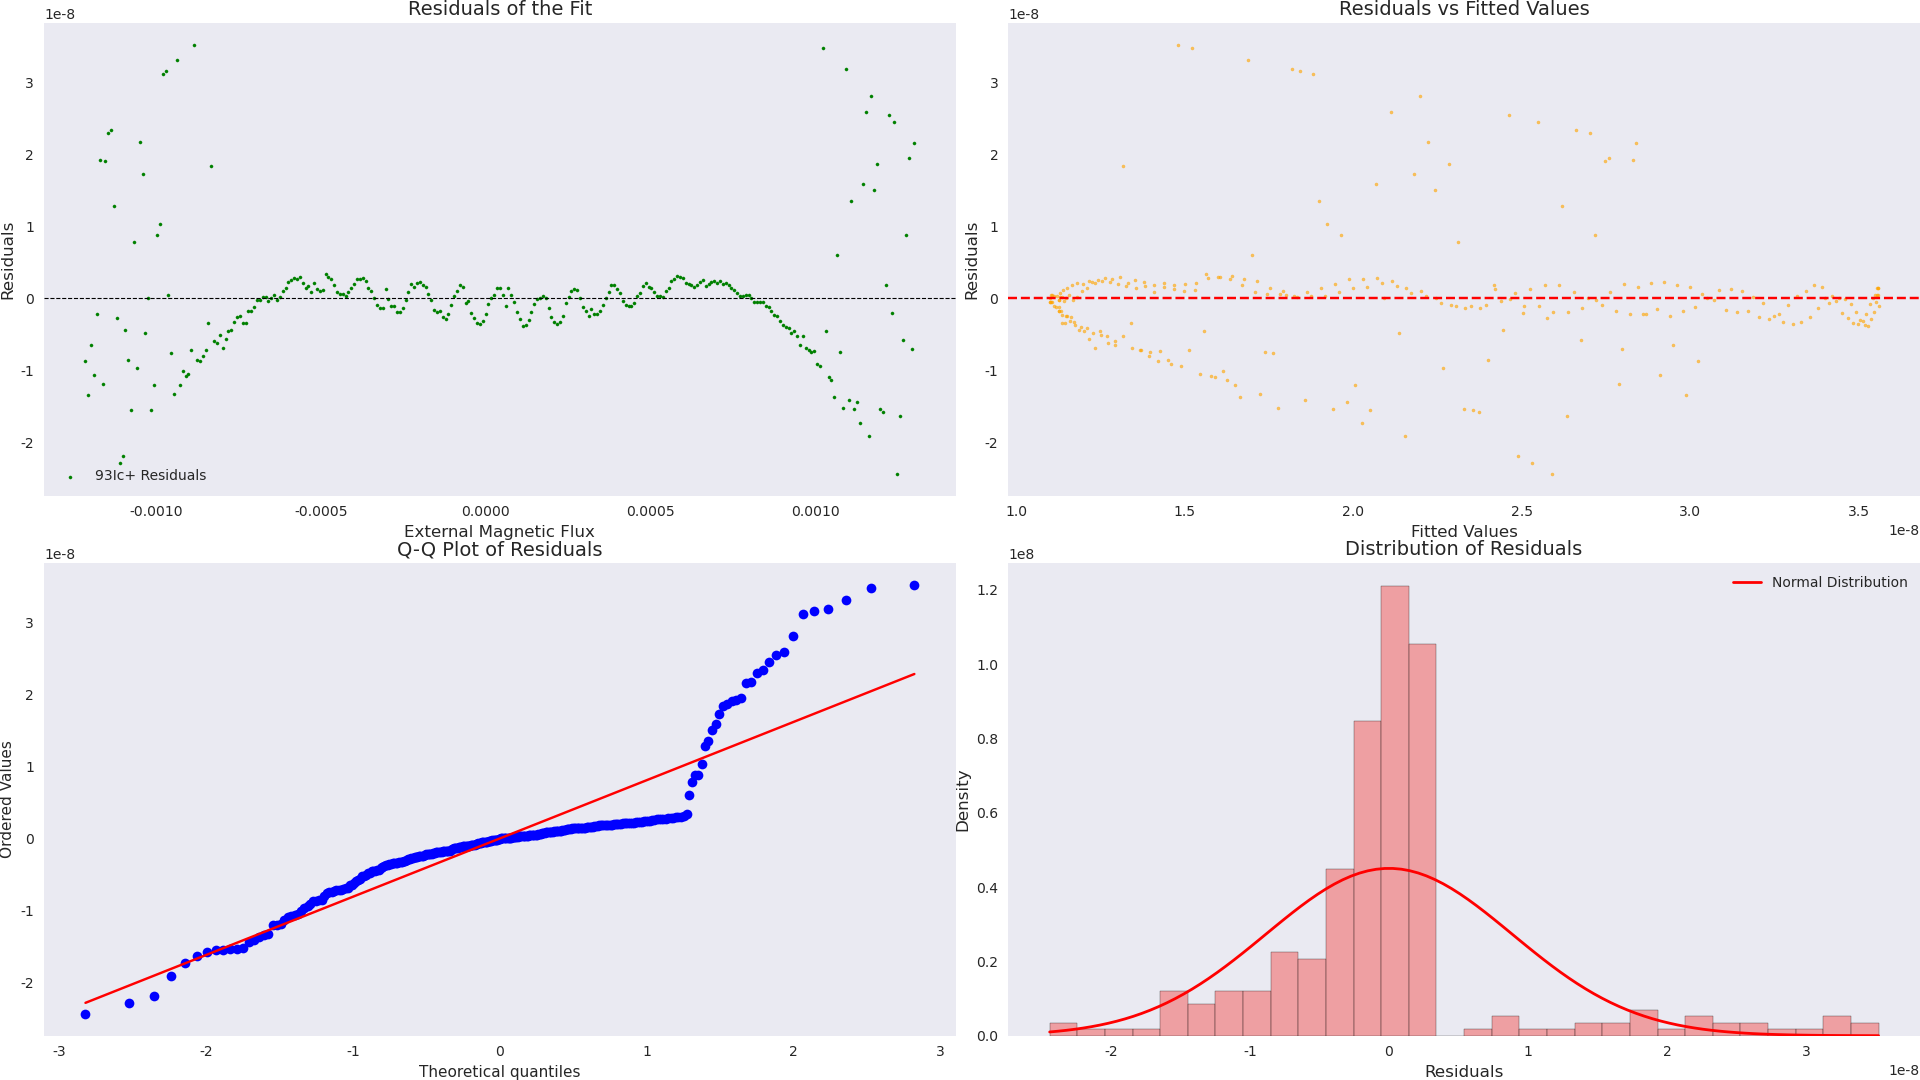 Residuals of the Fit
1e-8
Residuals
3
2
1
0
-1
-2
93Ic+ Residuals
-0.0010 -0.0005 0.0000 0.0005 0.0010
External Magnetic Flux
Residuals vs Fitted Values
1e-8
Residuals
3
2
1
0
-1
-2
1.0 1.5 2.0 2.5 3.0 3.5
Fitted Values
1e-8
Q-Q Plot of Residuals
1e-8
Ordered Values
3
2
1
0
-1
-2
-3 -2 -1 0 1 2 3
Theoretical quantiles
Distribution of Residuals
1e8
Normal Distribution
Density
1.2
1.0
0.8
0.6
0.4
0.2
0.0
-2 -1 0 1 2 3
Residuals
1e-8